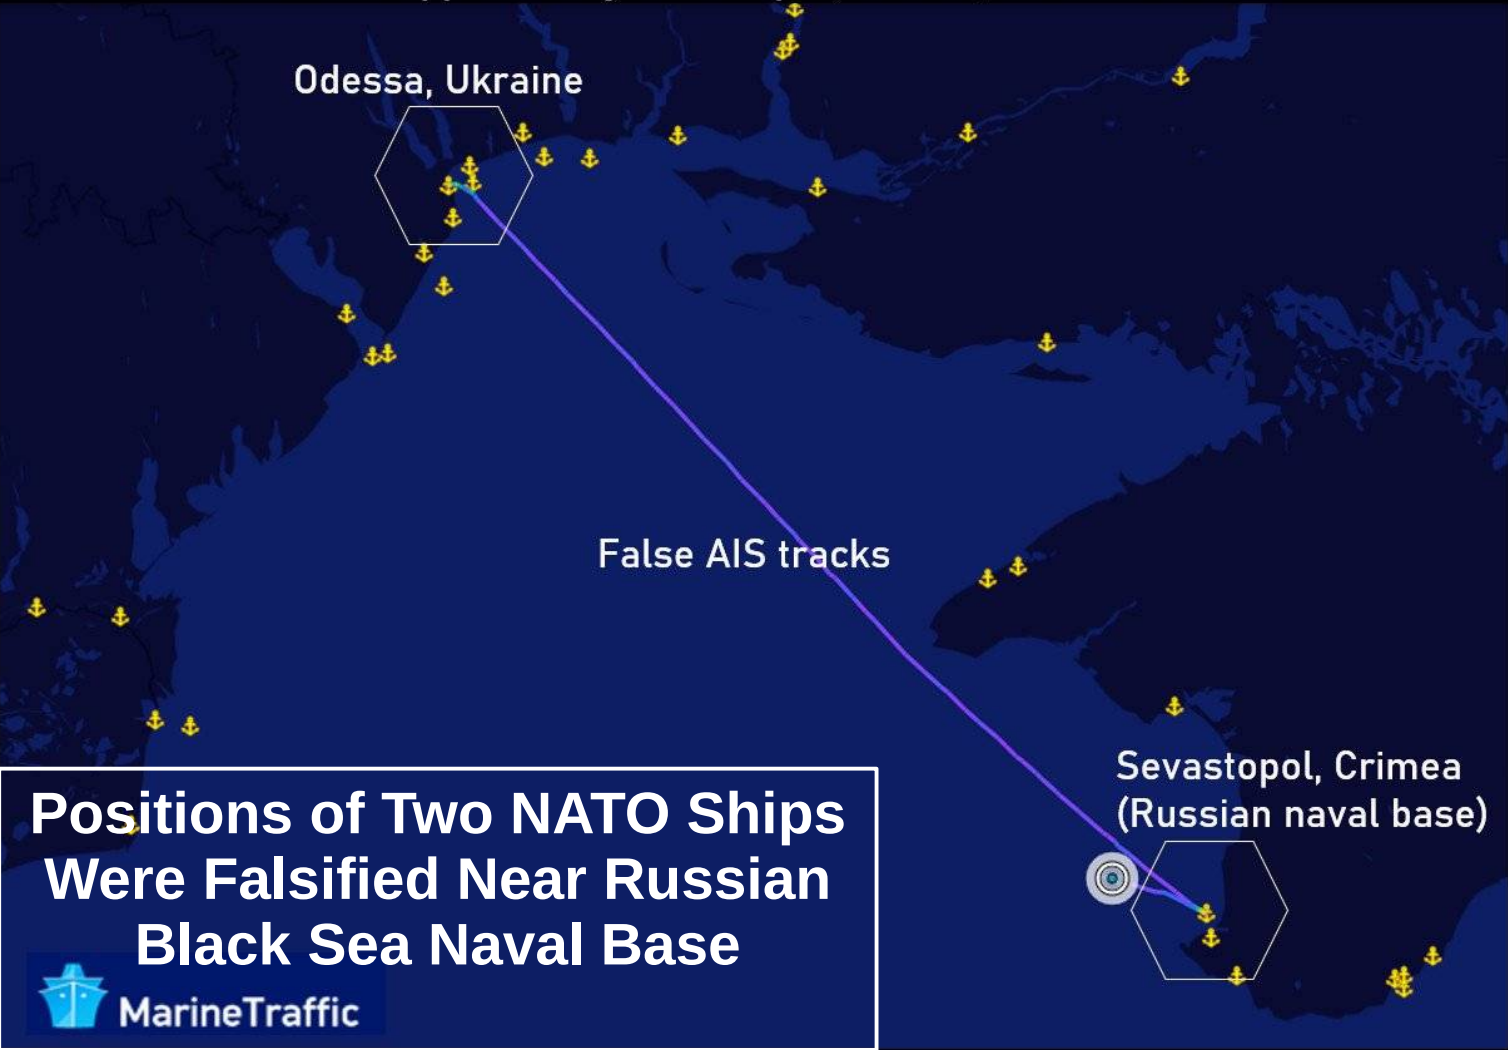 Odessa, Ukraine
False AIS tracks
Sevastopol, Crimea
(Russian naval base)
Positions of Two NATO Ships
Were Falsified Near Russian
Black Sea Naval Base
MarineTraffic